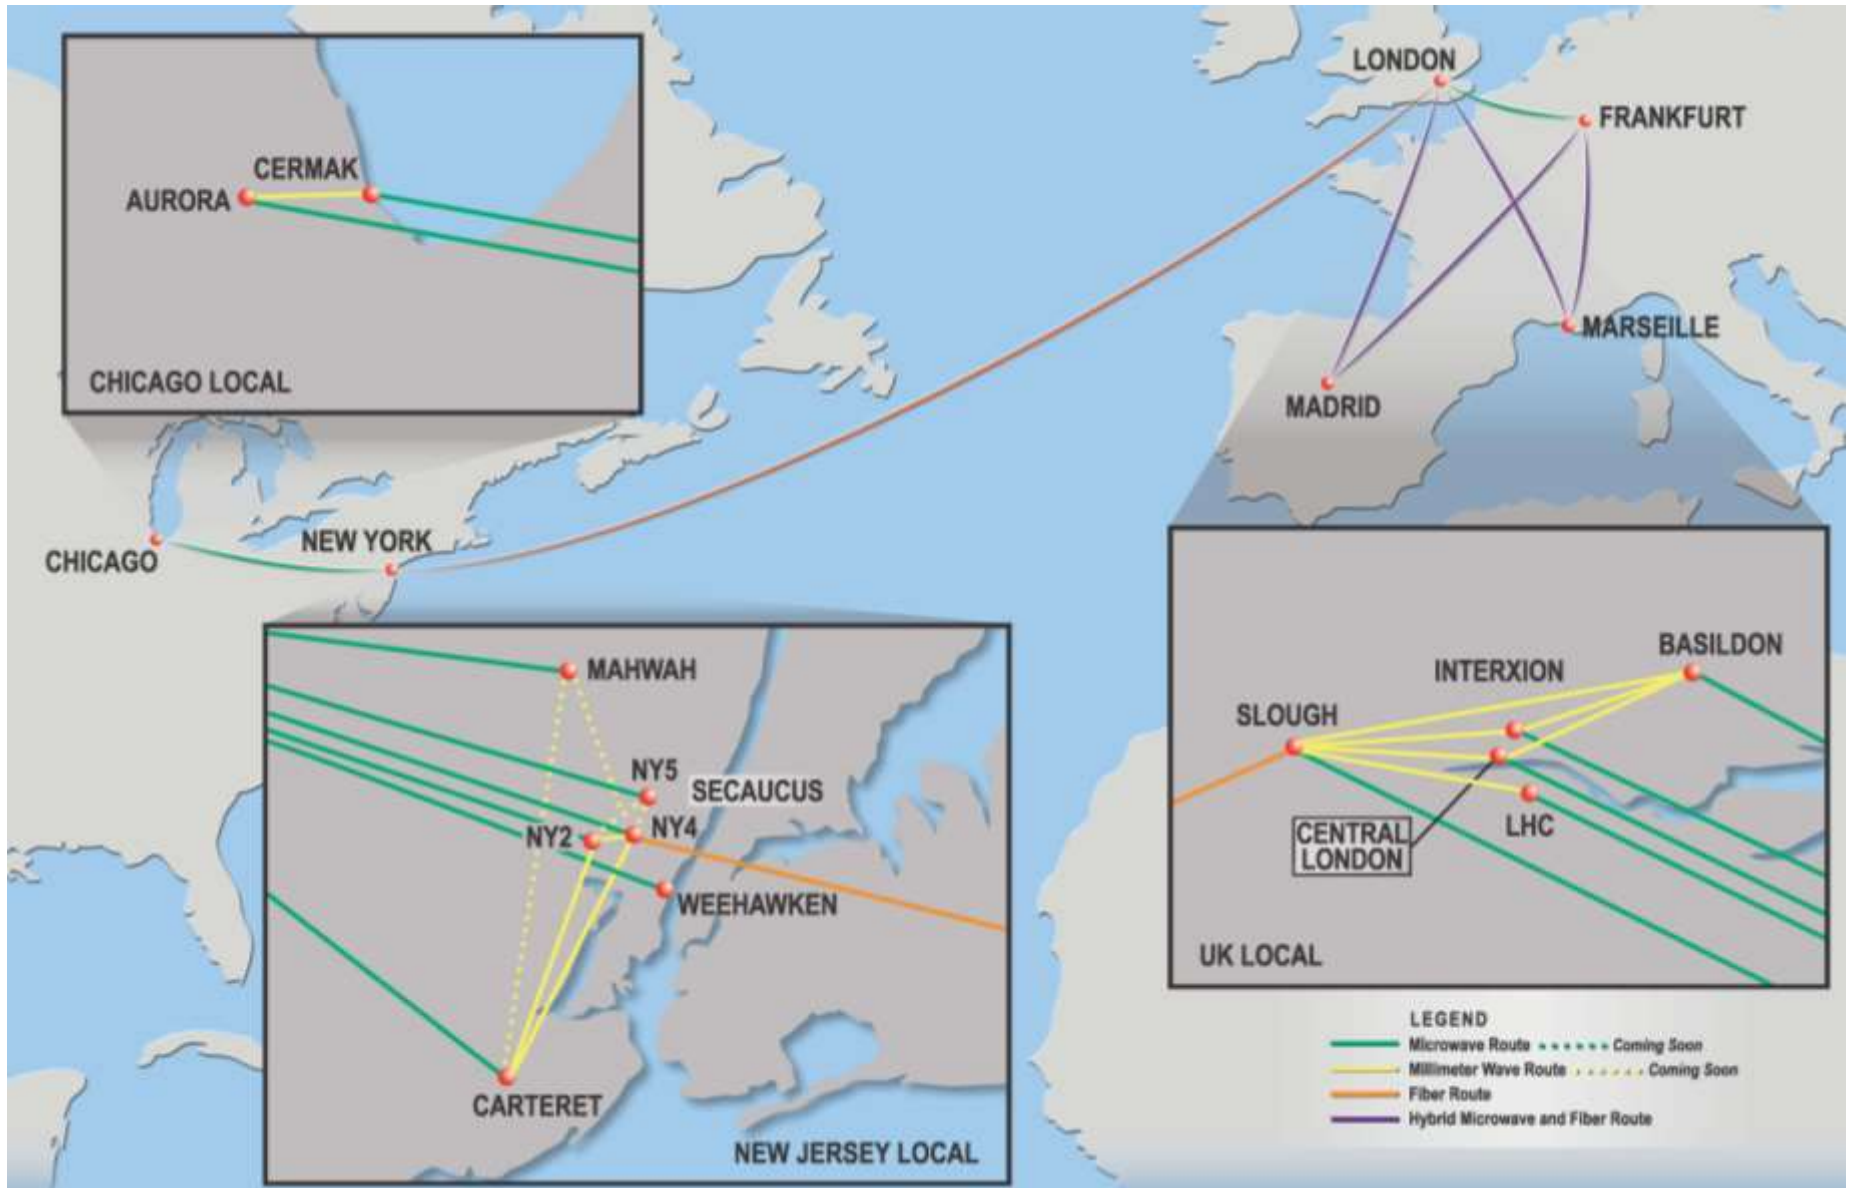 LONDON
FRANKFURT
MARSEILLE
MADRID
CERMAK
AURORA
CHICAGO LOCAL
NEW YORK
CHICAGO
MAHWAH
NY5
SECAUCUS
NY2
NY4
WEEHAWKEN
CARTERET
NEW JERSEY LOCAL
BASILDON
INTERXION
SLOUGH
LHC
CENTRAL
LONDON
UK LOCAL
LEGEND
Microwave Route Coming Soon
Millimeter Wave Route Coming Soon
Fiber Route
Hybrid Microwave and Fiber Route